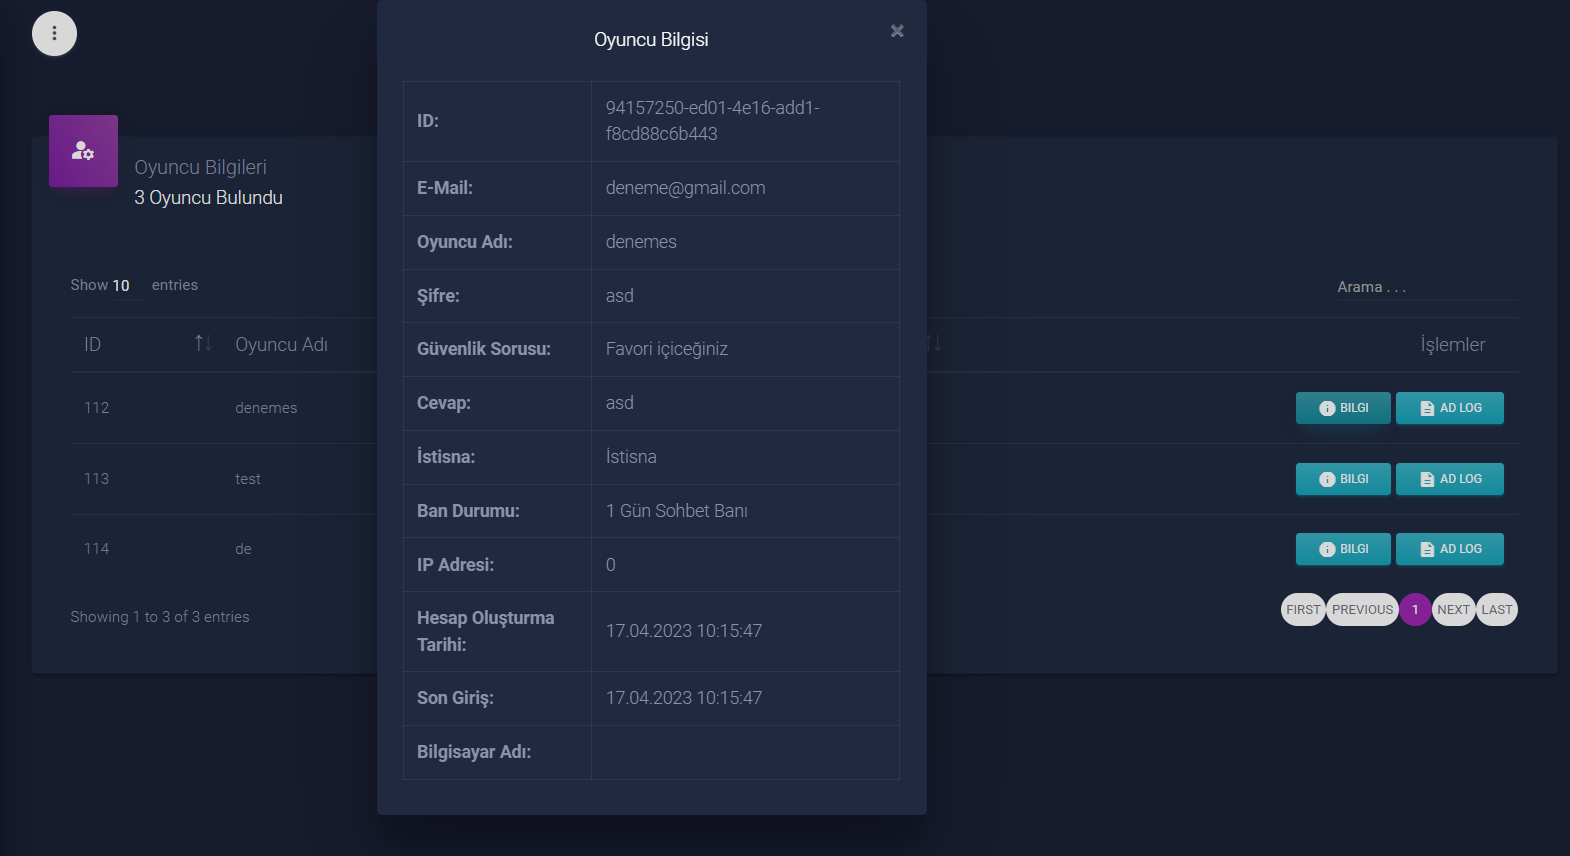 Oyuncu Bilgisi
ID: 94157250-ed01-4e16-add1-
f8cd88c6b443
E-Mail: deneme@gmail.com
Oyuncu Adı: denemes
Şifre: asd
Güvenlik Sorusu: Favori içiceğiniz
Cevap: asd
İstisna: İstisna
Ban Durumu: 1 Gün Sohbet Banı
IP Adresi: 0
Hesap Oluşturma
Tarihi: 17.04.2023 10:15:47
Son Giriş: 17.04.2023 10:15:47
Bilgisayar Adı:
Oyuncu Bilgileri
3 Oyuncu Bulundu
Show 10 entries
Arama . . .
ID Oyuncu Adı İşlemler
112 denemes BILGI AD LOG
113 test BILGI AD LOG
114 de BILGI AD LOG
Showing 1 to 3 of 3 entries
FIRST PREVIOUS 1 NEXT LAST